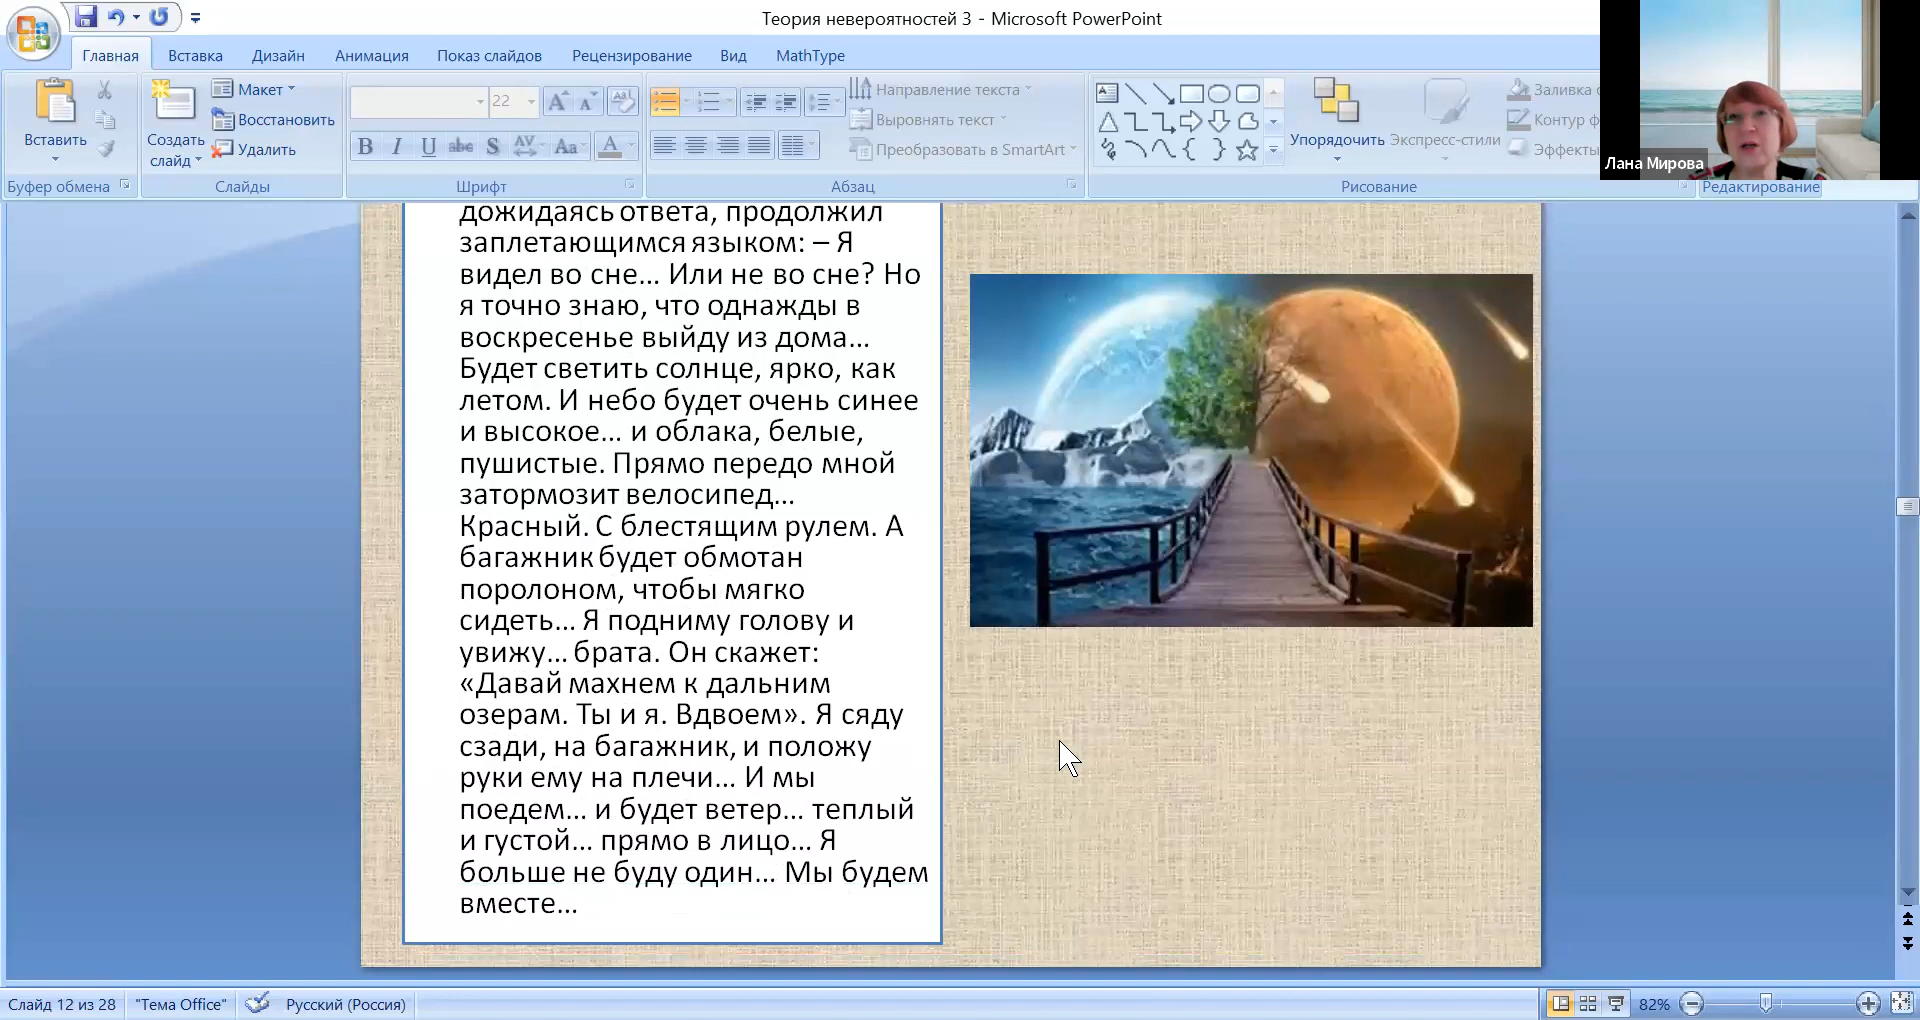 Теория невероятностей 3 - Microsoft PowerPoint
Главная
Вставка
Дизайн
Анимация
Показ слайдов
Рецензирование
Вид
MathType
Вставить
Буфер обмена
Создать
слайд
Макет
Восстановить
Удалить
Слайды
22
Шрифт
Направление текста
Выровнять текст
Преобразовать в SmartArt
Абзац
Упорядочить
Экспресс-стили
Заливка
Контур ф
Эффекты
Рисование
Редактирование
Лана Мирова
дожидаясь ответа, продолжил
заплетающимся языком: – Я
видел во сне… Или не во сне? Но
я точно знаю, что однажды в
воскресенье выйду из дома…
Будет светить солнце, ярко, как
летом. И небо будет очень синее
и высокое… и облака, белые,
пушистые. Прямо передо мной
затормозит велосипед…
Красный. С блестящим рулем. А
багажник будет обмотан
поролоном, чтобы мягко
сидеть… Я подниму голову и
увижу… брата. Он скажет:
«Давай махнем к дальним
озерам. Ты и я. Вдвоем». Я сяду
сзади, на багажник, и положу
руки ему на плечи… И мы
поедем… и будет ветер… теплый
и густой… прямо в лицо… Я
больше не буду один… Мы будем
вместе…
Слайд 12 из 28
"Тема Office"
Русский (Россия)
82%